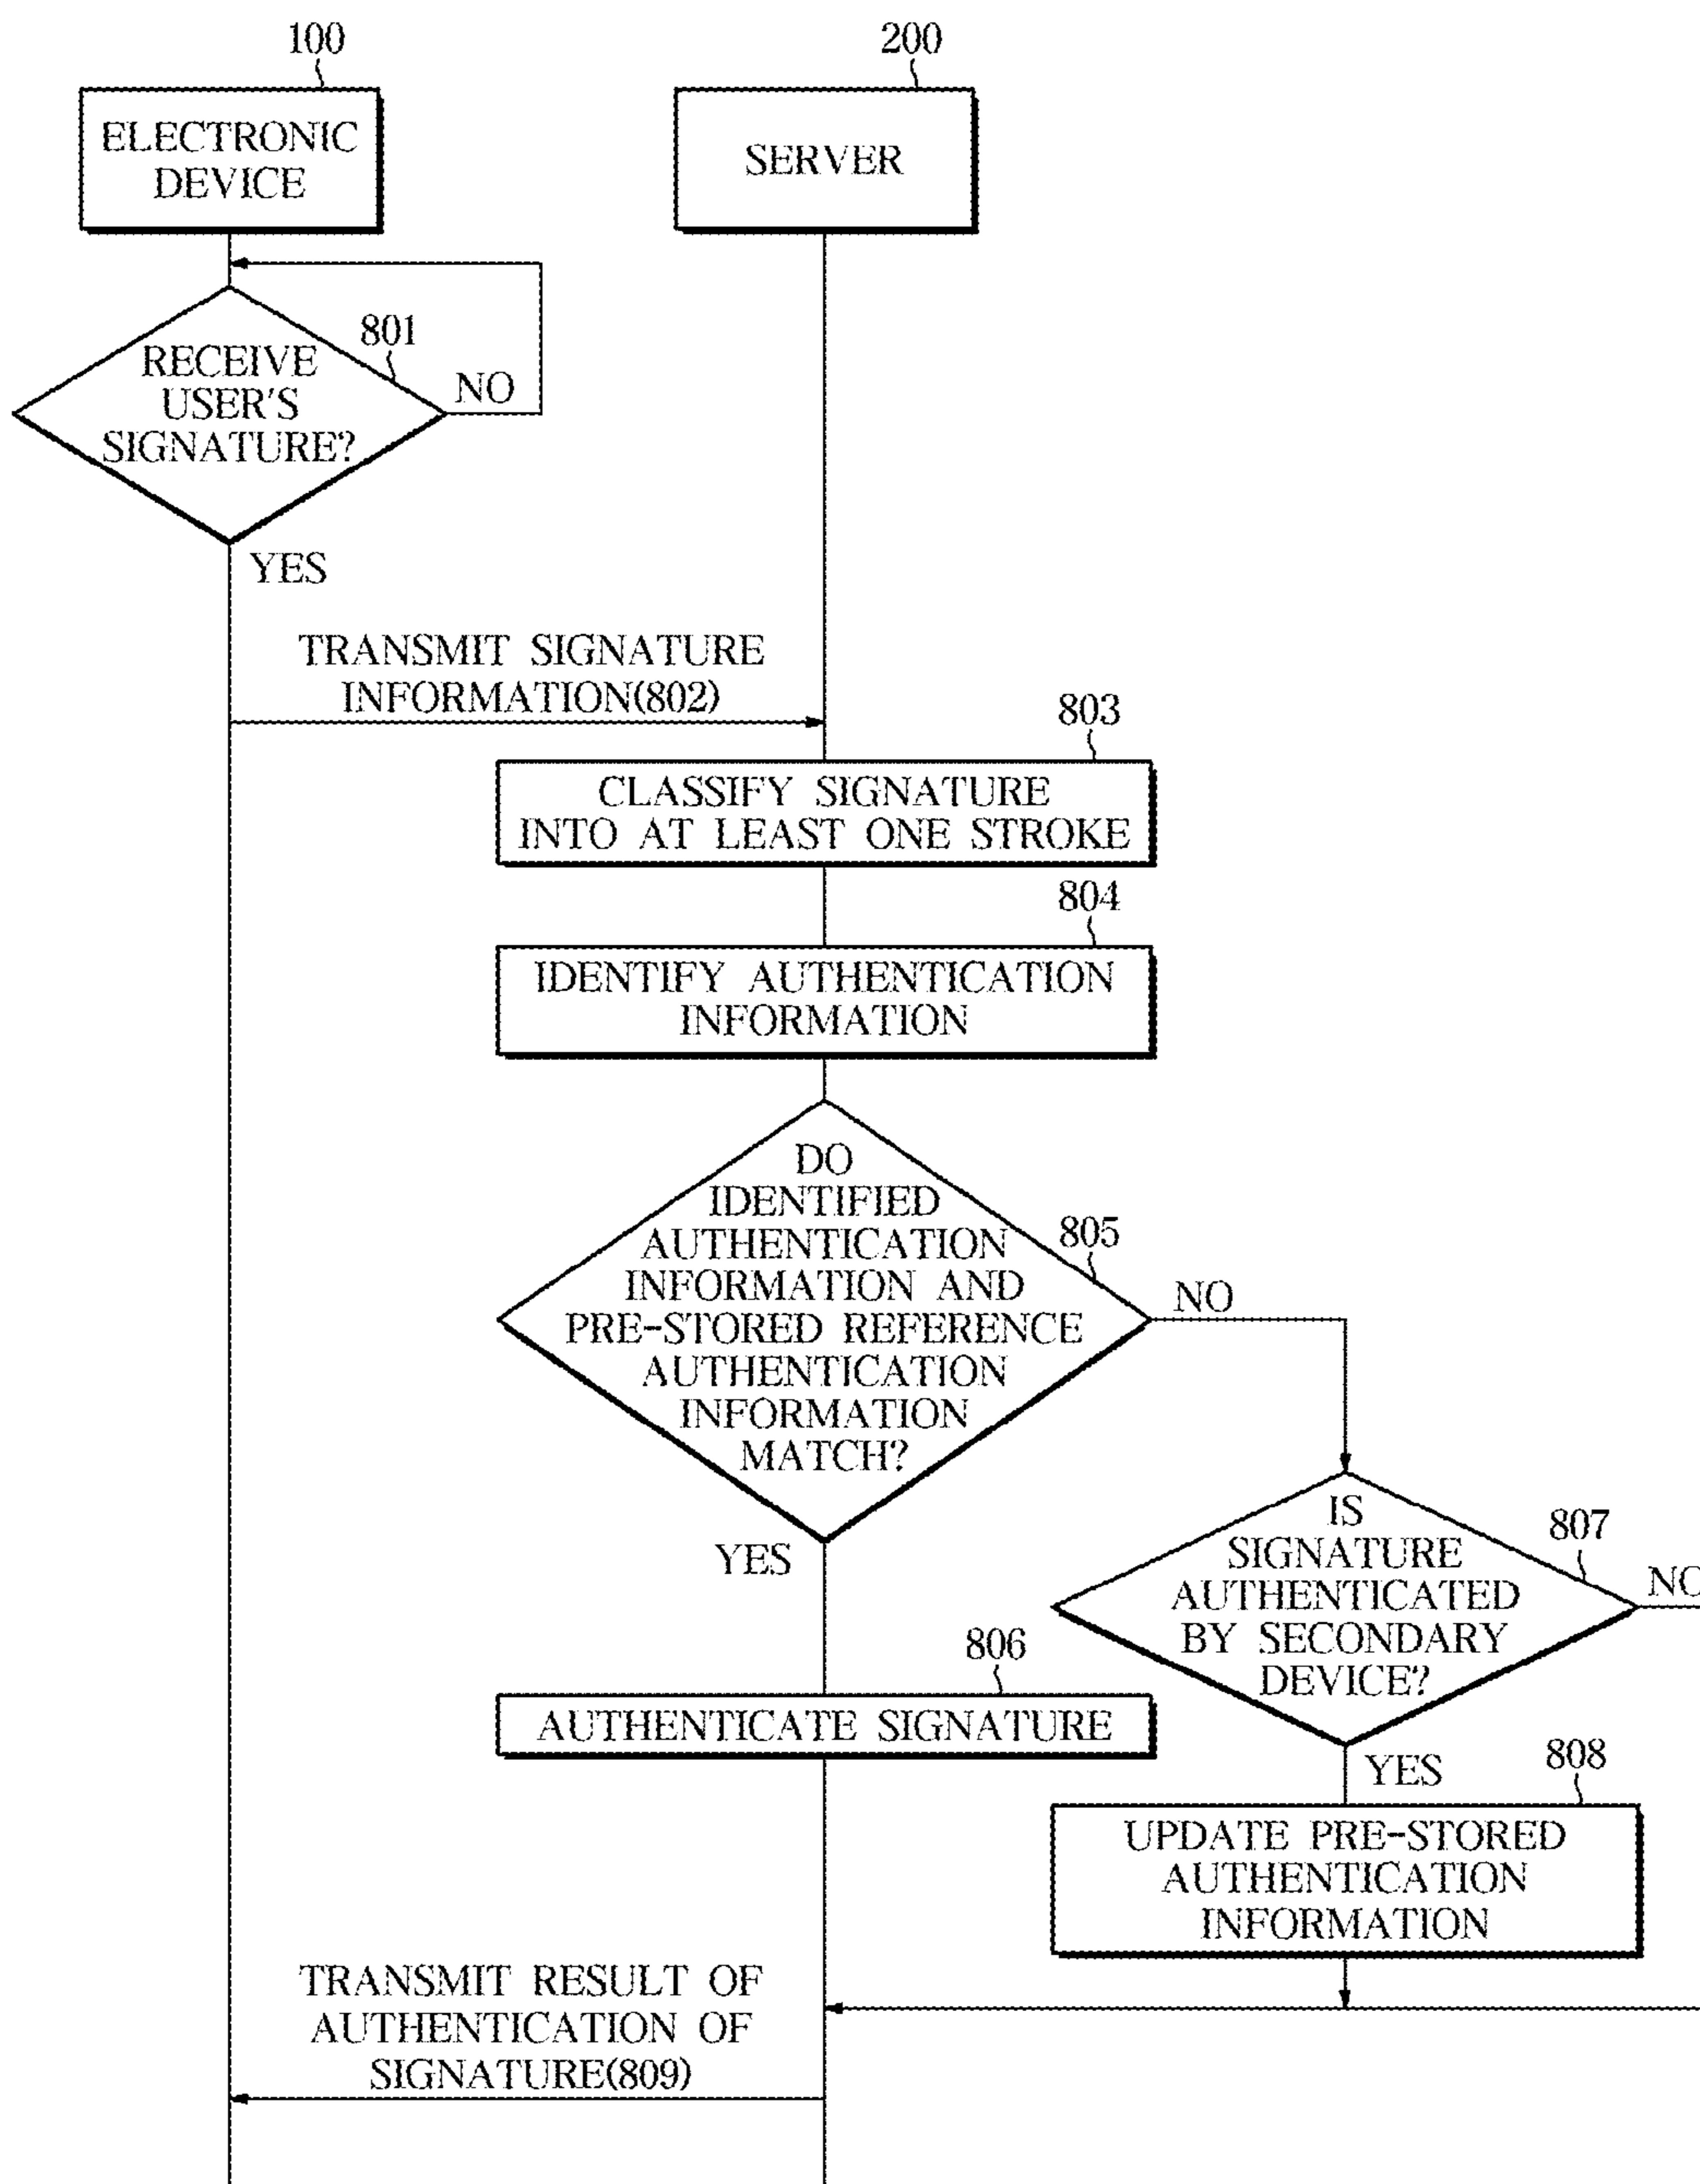 100
200
ELECTRONIC
DEVICE
SERVER
801
RECEIVE
USER'S
SIGNATURE?
NO
YES
TRANSMIT SIGNATURE
INFORMATION(802)
803
CLASSIFY SIGNATURE
INTO AT LEAST ONE STROKE
804
IDENTIFY AUTHENTICATION
INFORMATION
DO
IDENTIFIED
AUTHENTICATION
INFORMATION AND
PRE-STORED REFERENCE
AUTHENTICATION
INFORMATION
MATCH?
805
NO
YES
IS
SIGNATURE
AUTHENTICATED
BY SECONDARY
DEVICE?
807
NO
806
AUTHENTICATE SIGNATURE
YES
808
UPDATE PRE-STORED
AUTHENTICATION
INFORMATION
TRANSMIT RESULT OF
AUTHENTICATION OF
SIGNATURE(809)